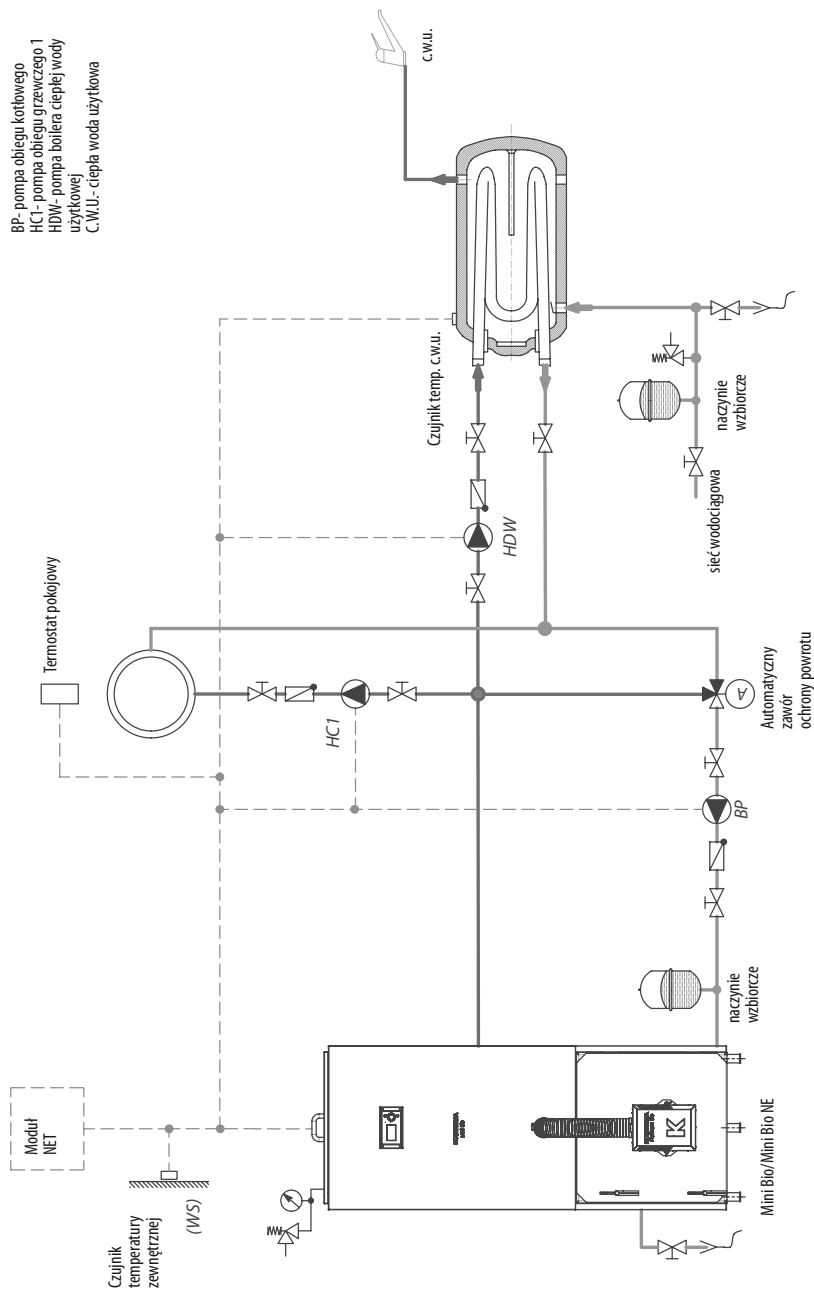 BP- pompa obiegu kotłowego
HC1- pompa obiegu grzewczego 1
HDW- pompa boilera ciepłej wody
użytkowej
C.W.U.- ciepła woda użytkowa
c.w.u.
Termostat pokojowy
Czujnik temp. c.w.u.
HDW
HC1
naczynie
wzbiorcze
sieć wodociągowa
Moduł
NET
(WS)
Czujnik
temperatury
zewnętrznej
A
Automatyczny
zawór
ochrony powrotu
BP
naczynie
wzbiorcze
K
Mini Bio/Mini Bio NE